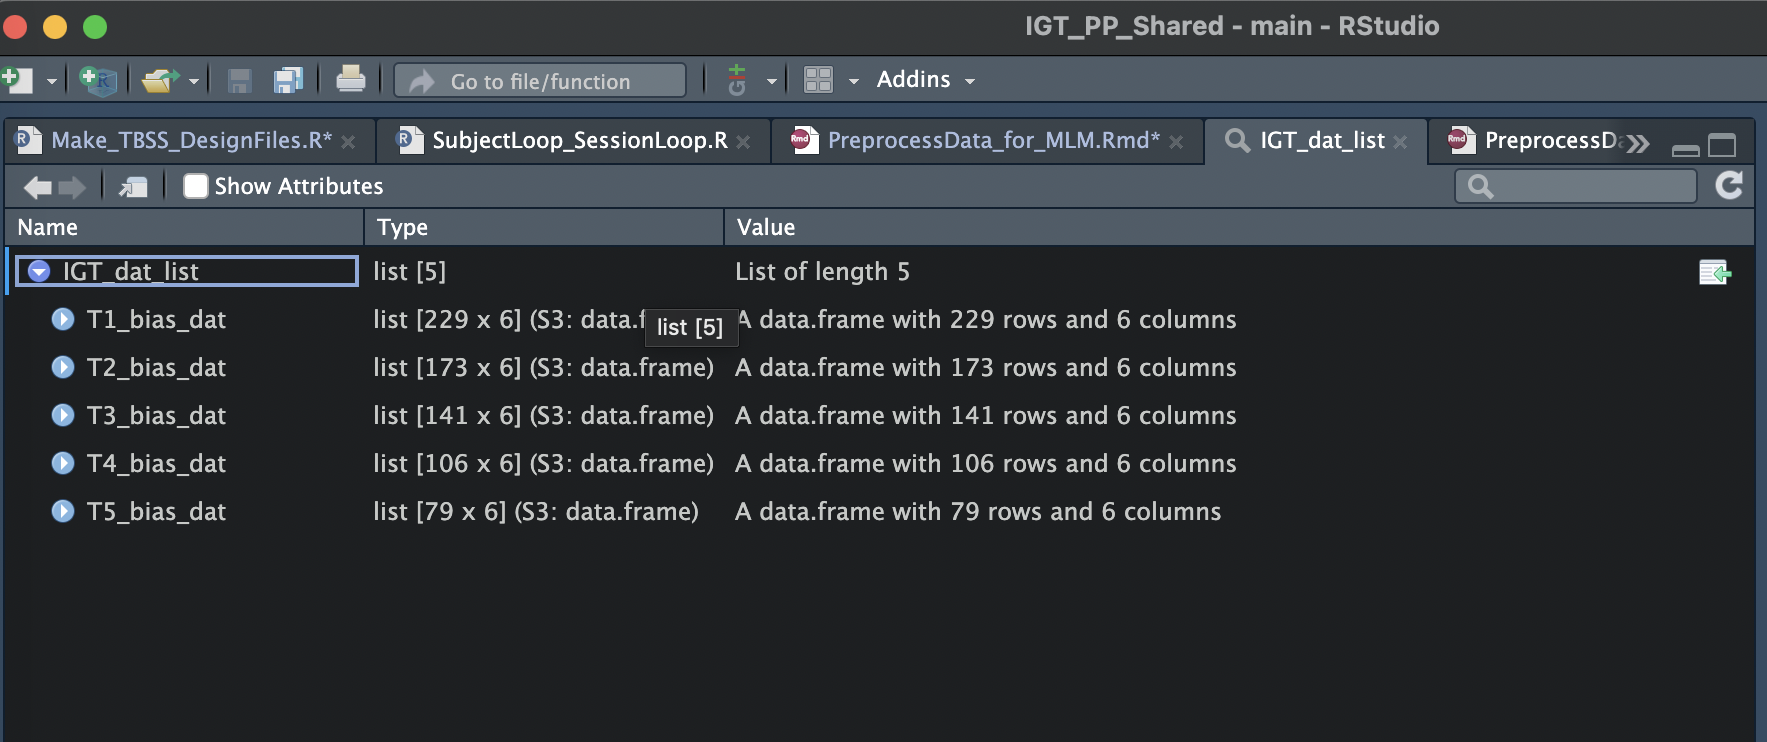 IGT_PP_Shared - main - RStudio
Go to file/function
Addins
Make_TBSS_DesignFiles.R*
SubjectLoop_SessionLoop.R
PreprocessData_for_MLM.Rmd*
IGT_dat_list
PreprocessD
Show Attributes
Name Type Value
IGT_dat_list list [5] List of length 5
T1_bias_dat list [229 x 6] (S3: data.f A data.frame with 229 rows and 6 columns
list [5]
T2_bias_dat list [173 x 6] (S3: data.frame) A data.frame with 173 rows and 6 columns
T3_bias_dat list [141 x 6] (S3: data.frame) A data.frame with 141 rows and 6 columns
T4_bias_dat list [106 x 6] (S3: data.frame) A data.frame with 106 rows and 6 columns
T5_bias_dat list [79 x 6] (S3: data.frame) A data.frame with 79 rows and 6 columns